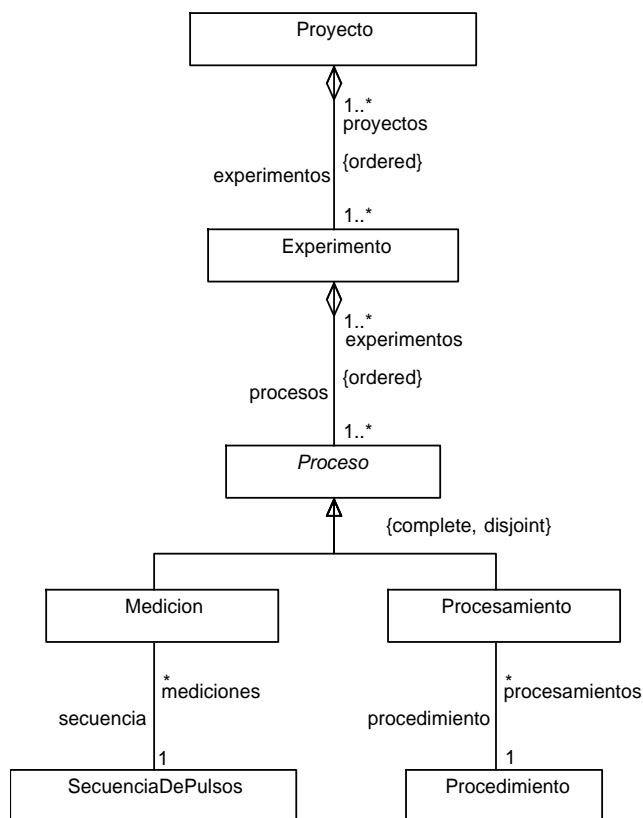 Proyecto
1..*
proyectos
{ordered}
experimentos
1..*
Experimento
1..*
experimentos
{ordered}
procesos
1..*
Proceso
{complete, disjoint}
Medicion
Procesamiento
*
mediciones
*
procesamientos
secuencia
procedimiento
1
1
SecuenciaDePulsos
Procedimiento